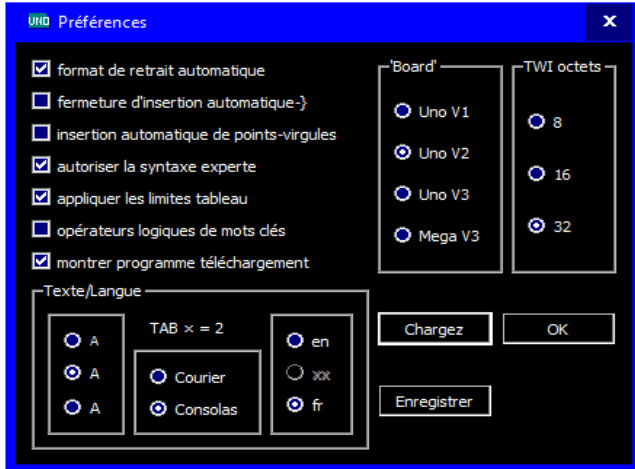 UNO Préférences x
format de retrait automatique
fermeture d'insertion automatique-}
insertion automatique de points-virgules
autoriser la syntaxe experte
appliquer les limites tableau
opérateurs logiques de mots clés
montrer programme téléchargement
'Board'
Uno V1
Uno V2
Uno V3
Mega V3
TWI octets
8
16
32
Texte/Langue
A
A
A
TAB × = 2
Courier
Consolas
en
xx
fr
Chargez
OK
Enregistrer